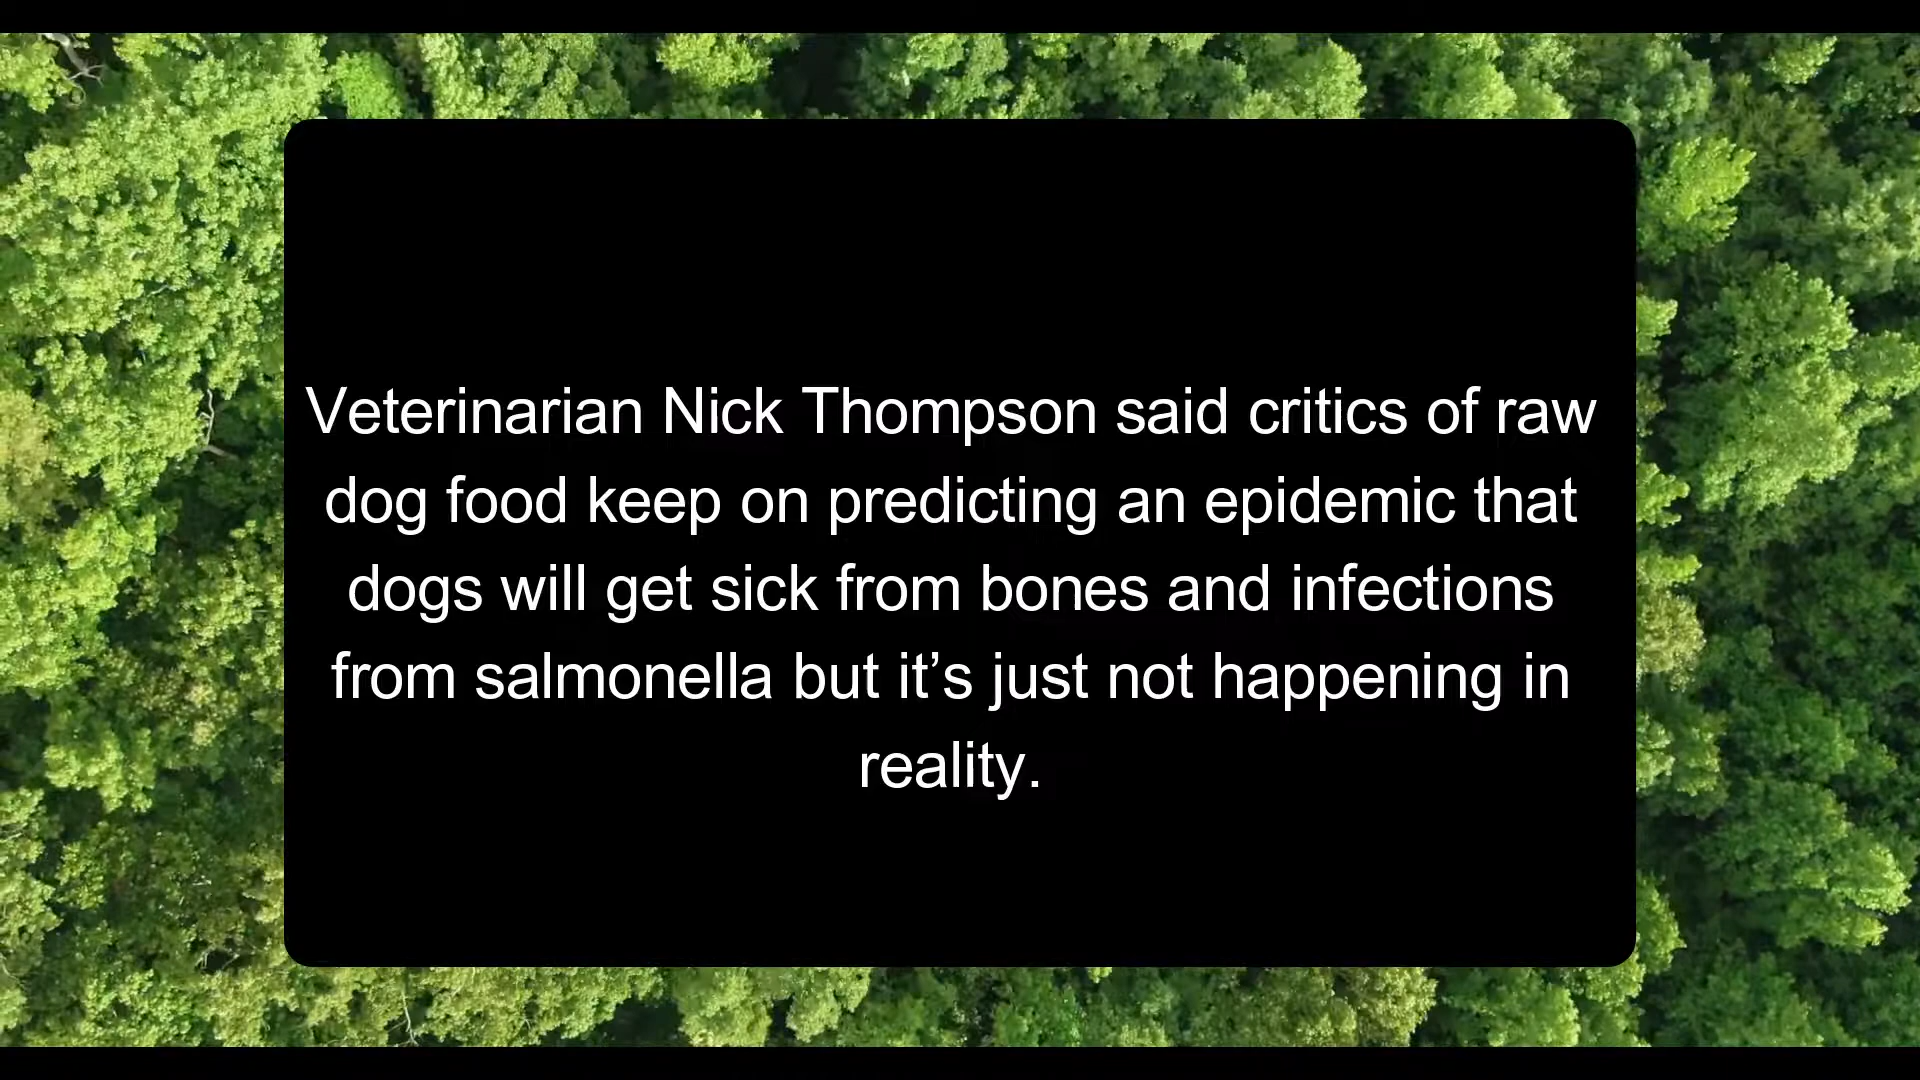 Veterinarian Nick Thompson said critics of raw
dog food keep on predicting an epidemic that
dogs will get sick from bones and infections
from salmonella but it’s just not happening in
reality.